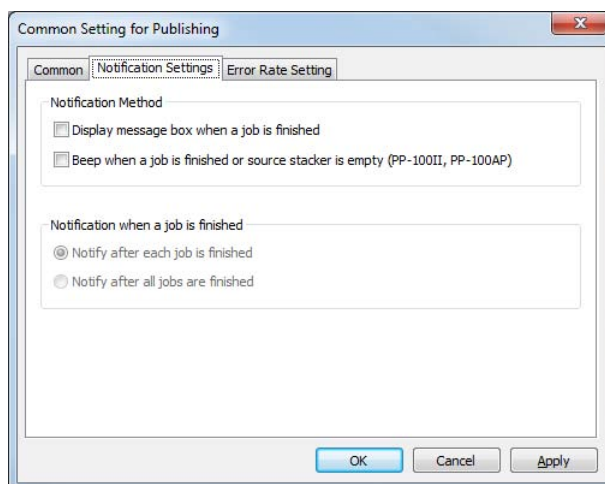 Common Setting for Publishing
Common Notification Settings Error Rate Setting
Notification Method
Display message box when a job is finished
Beep when a job is finished or source stacker is empty (PP-100II, PP-100AP)
Notification when a job is finished
Notify after each job is finished
Notify after all jobs are finished
OK Cancel Apply